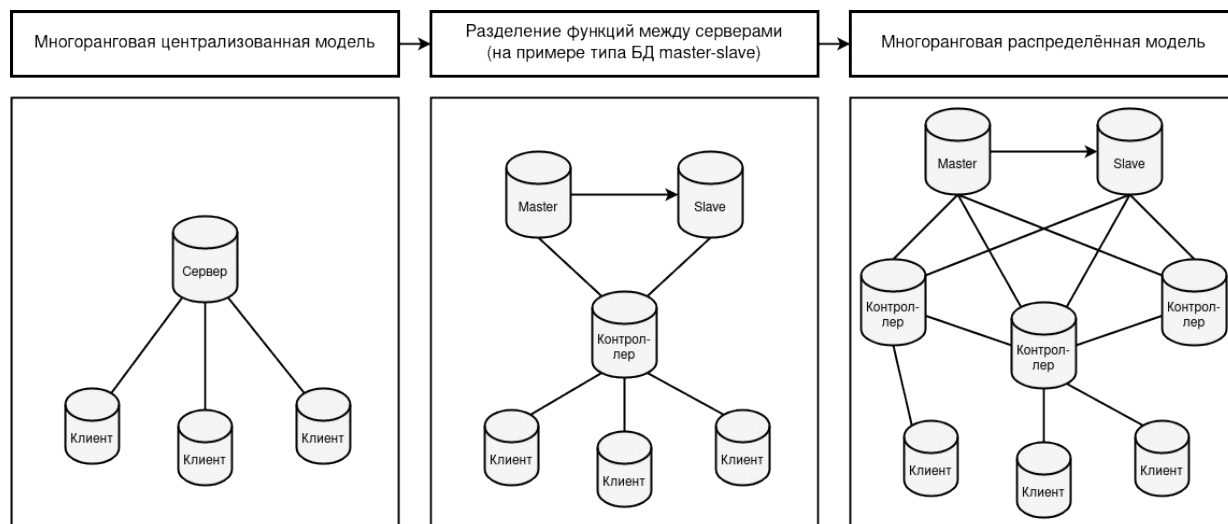 Многоранговая централизованная модель
Разделение функций между серверами
(на примере типа БД master-slave)
Многоранговая распределённая модель
Сервер
Клиент
Клиент
Клиент
Master
Slave
Контрол-
лер
Клиент
Клиент
Клиент
Master
Slave
Контрол-
лер
Контрол-
лер
Контрол-
лер
Клиент
Клиент
Клиент